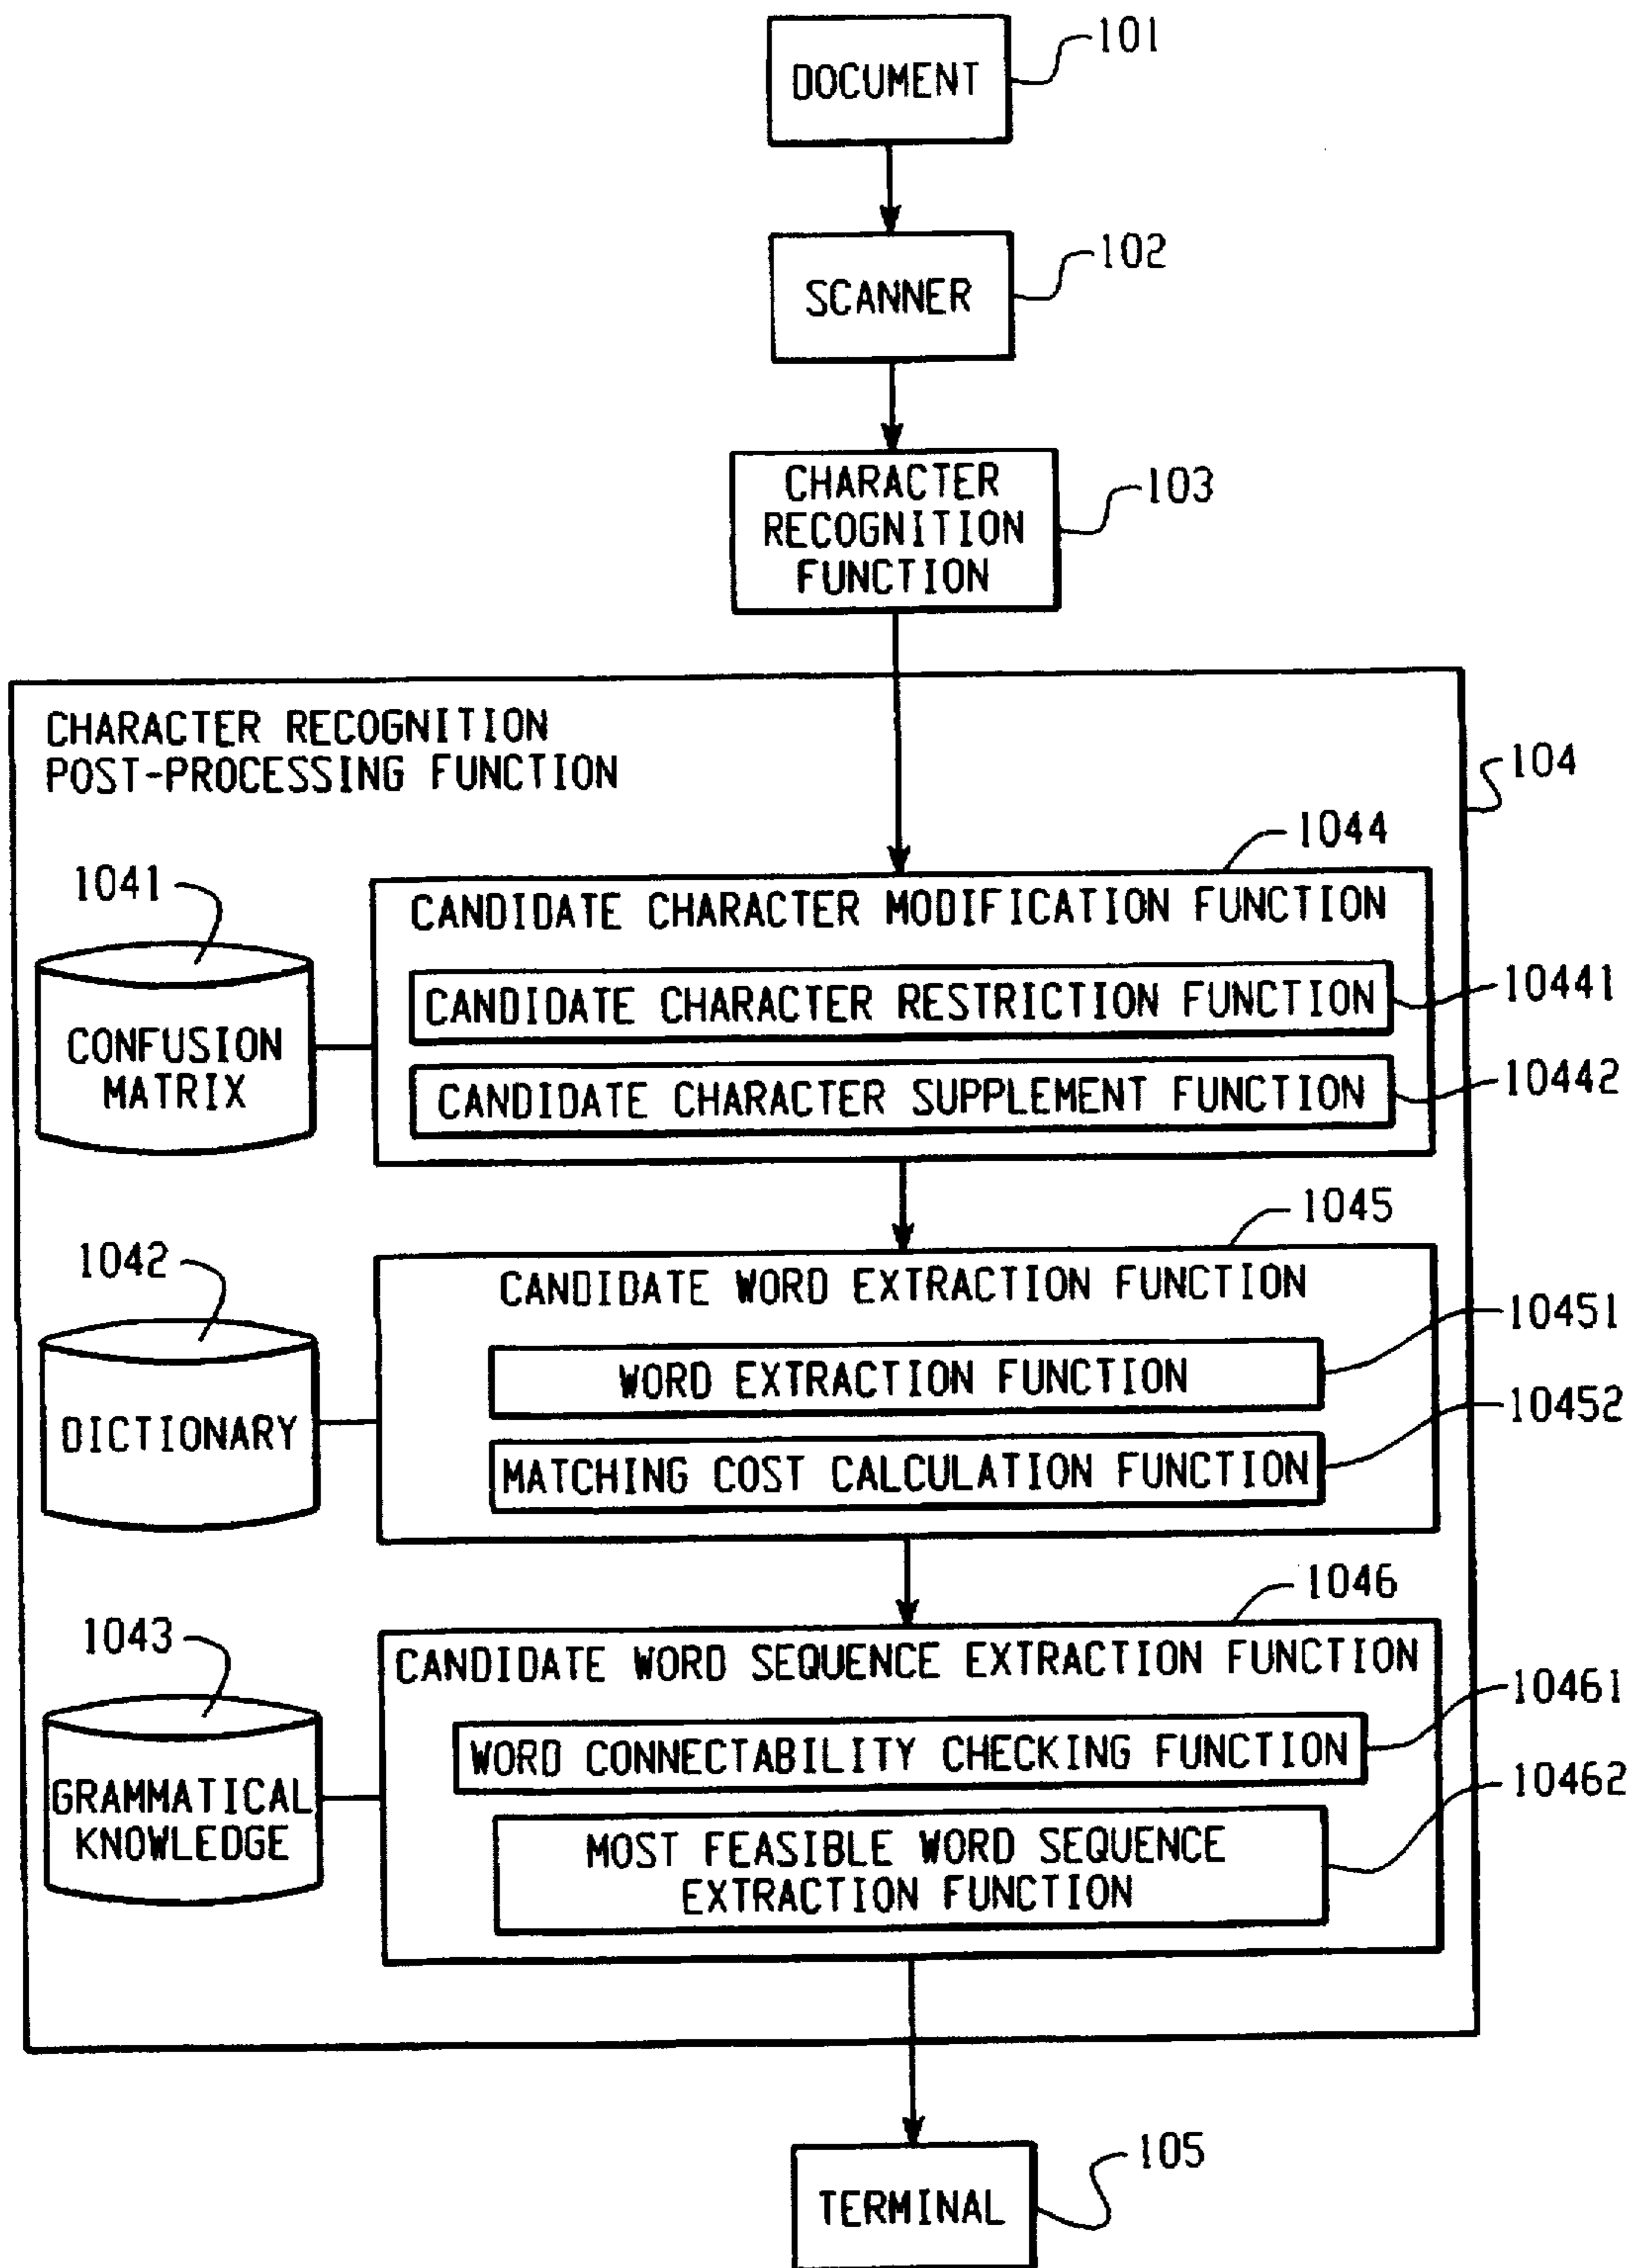 DOCUMENT
101
SCANNER
102
CHARACTER
RECOGNITION
FUNCTION
103
CHARACTER RECOGNITION
POST-PROCESSING FUNCTION
104
1044
1041
CANDIDATE CHARACTER MODIFICATION FUNCTION
CANDIDATE CHARACTER RESTRICTION FUNCTION
10441
CONFUSION
MATRIX
CANDIDATE CHARACTER SUPPLEMENT FUNCTION
10442
1045
1042
CANDIDATE WORD EXTRACTION FUNCTION
10451
WORD EXTRACTION FUNCTION
DICTIONARY
10452
MATCHING COST CALCULATION FUNCTION
1046
1043
CANDIDATE WORD SEQUENCE EXTRACTION FUNCTION
10461
WORD CONNECTABILITY CHECKING FUNCTION
10462
GRAMMATICAL
KNOWLEDGE
MOST FEASIBLE WORD SEQUENCE
EXTRACTION FUNCTION
105
TERMINAL